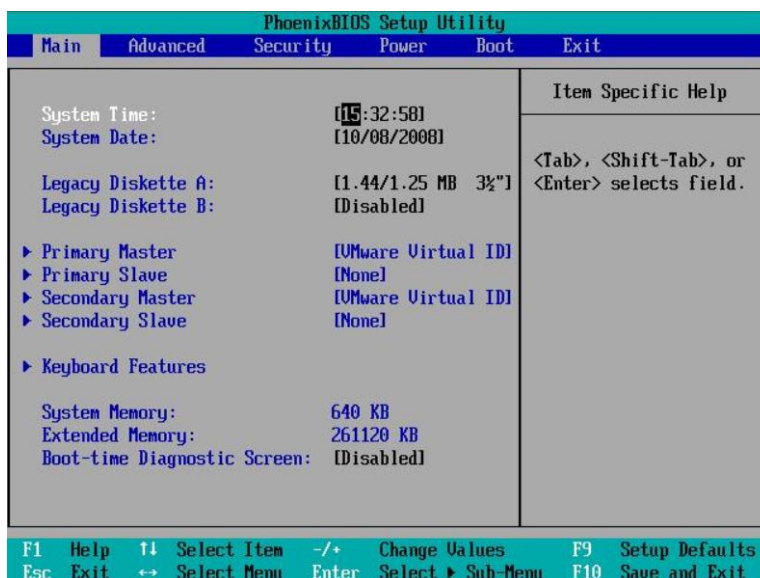 PhoenixBIOS Setup Utility
Main Advanced Security Power Boot Exit
Item Specific Help
System Time: [15:32:58]
System Date: [10/08/2008]
<Tab>, <Shift-Tab>, or
<Enter> selects field.
Legacy Diskette A: [1.44/1.25 MB 3½"]
Legacy Diskette B: [Disabled]
▶ Primary Master [VMware Virtual ID]
▶ Primary Slave [None]
▶ Secondary Master [VMware Virtual ID]
▶ Secondary Slave [None]
▶ Keyboard Features
System Memory: 640 KB
Extended Memory: 261120 KB
Boot-time Diagnostic Screen: [Disabled]
F1 Help ↑↓ Select Item -/+ Change Values F9 Setup Defaults
Esc Exit ↔ Select Menu Enter Select ▶ Sub-Menu F10 Save and Exit